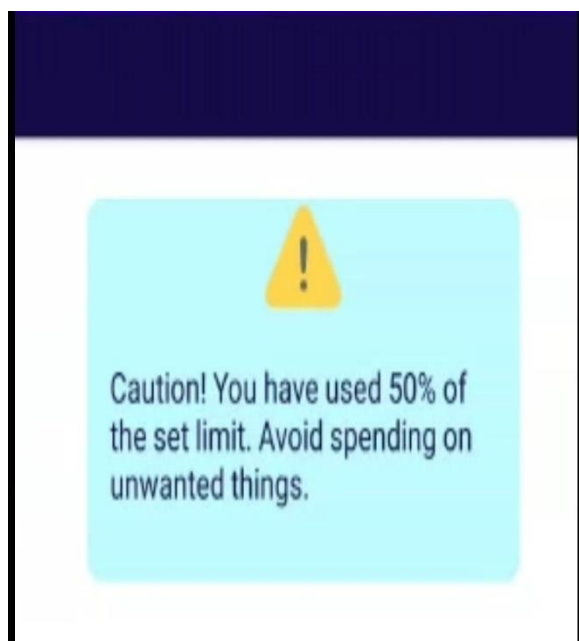 Caution! You have used 50% of
the set limit. Avoid spending on
unwanted things.